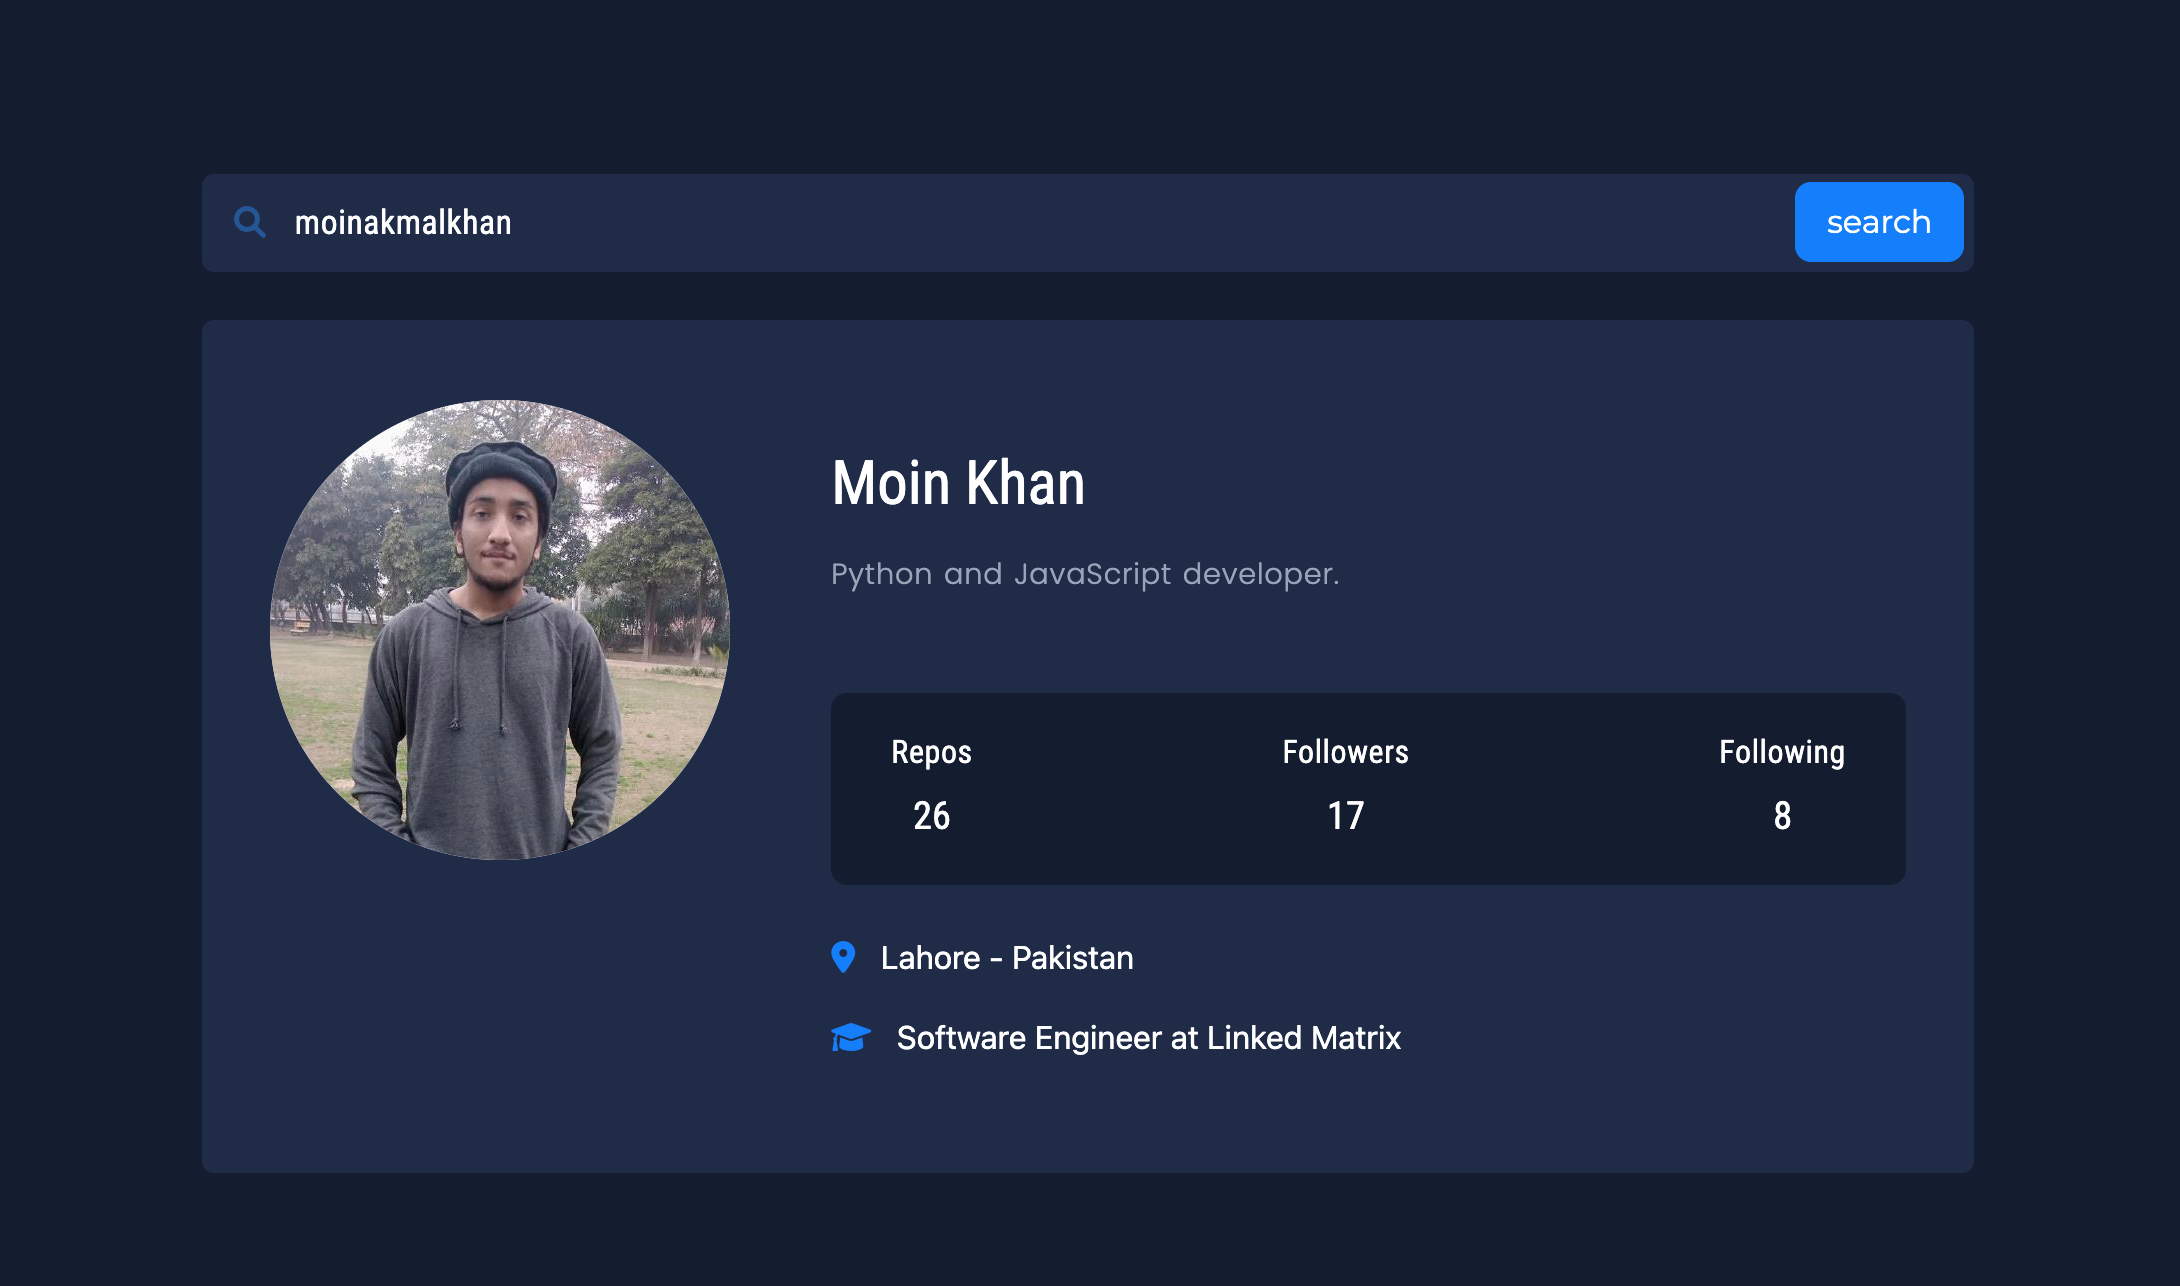 moinakmalkhan
search
Moin Khan
Python and JavaScript developer.
Repos
Followers
Following
26
17
8
Lahore - Pakistan
Software Engineer at Linked Matrix